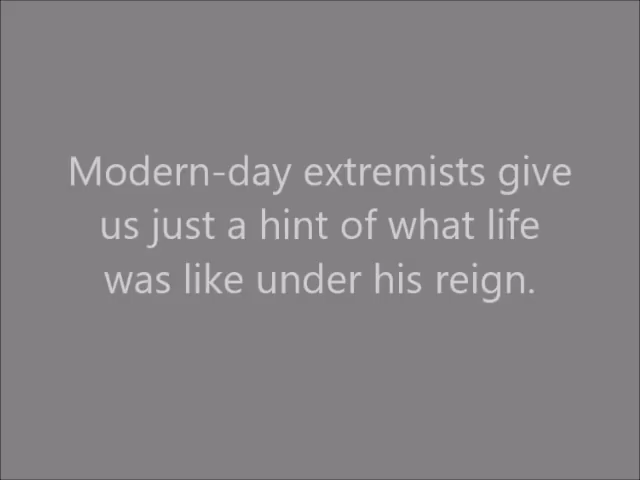 Modern-day extremists give
us just a hint of what life
was like under his reign.